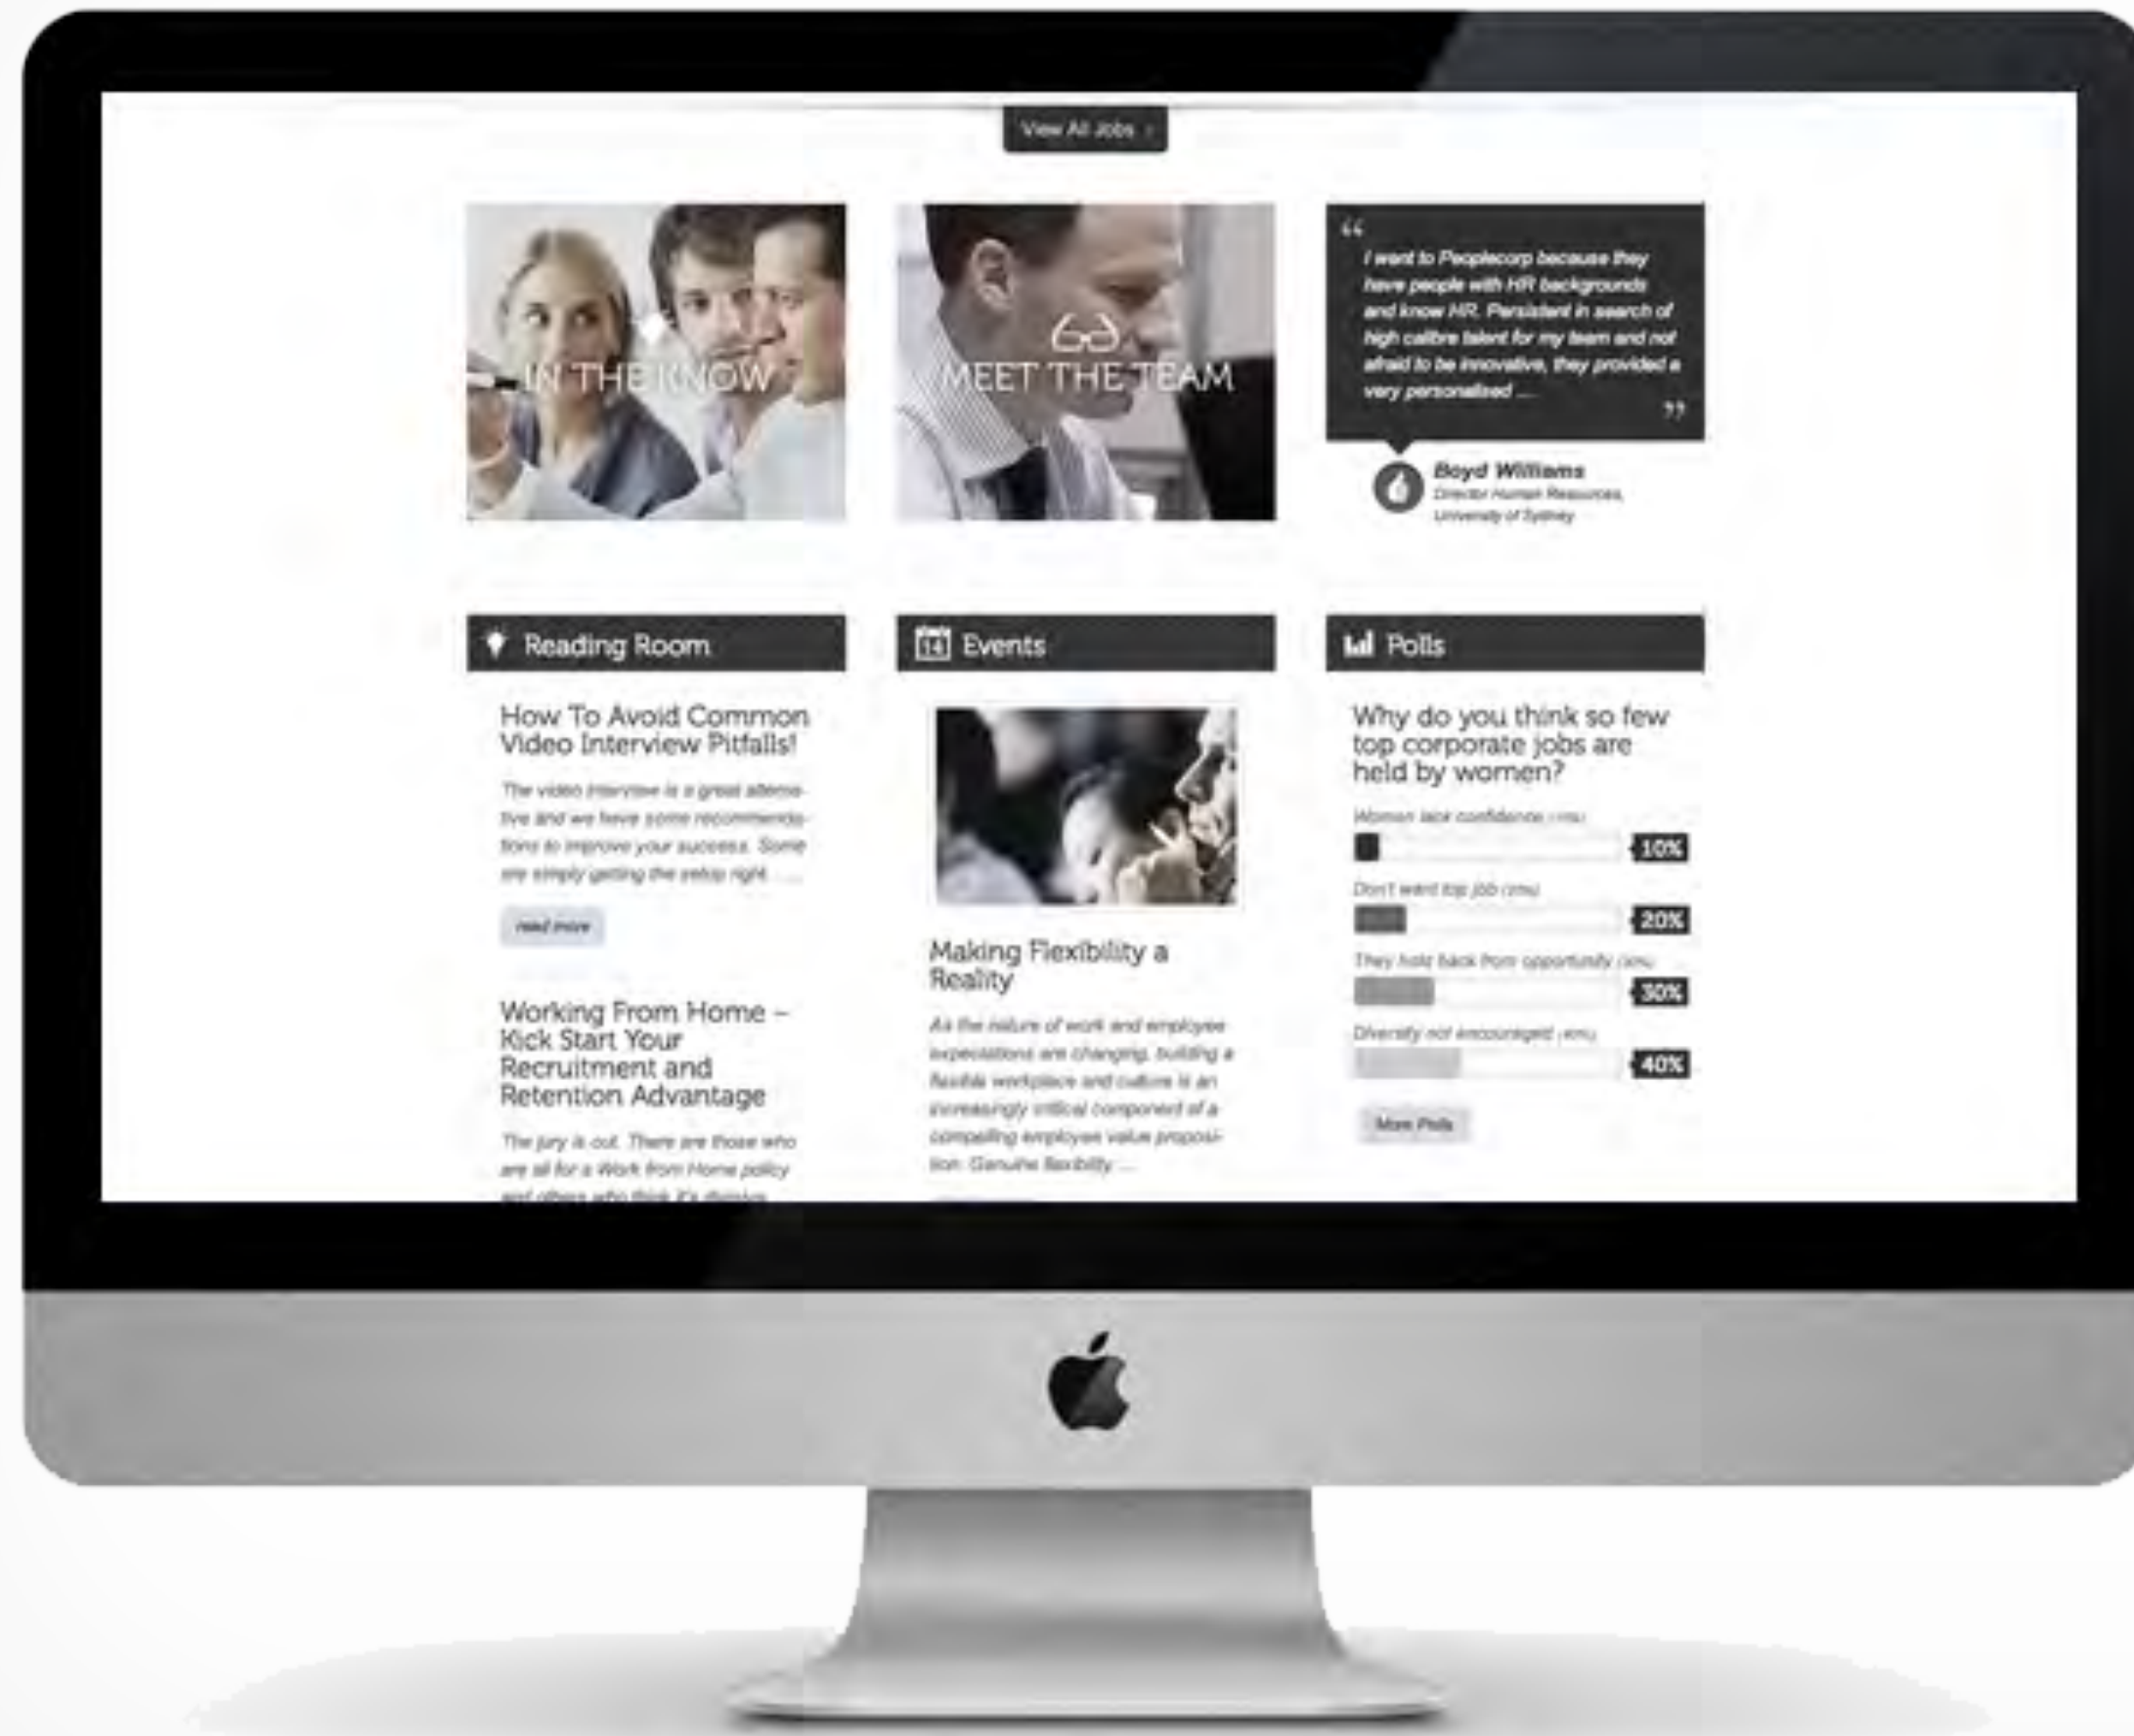 View All Jobs
IN THE KNOW
MEET THE TEAM
“
I went to Peoplecorp because they
have people with HR backgrounds
and know HR. Persistent in search of
high calibre talent for my team and not
afraid to be innovative, they provided a
very personalised ...
”
Boyd Williams
Director Human Resources,
University of Sydney
Reading Room
How To Avoid Common
Video Interview Pitfalls!
The video interview is a great alterna-
tive and we have some recommenda-
tions to improve your success. Some
are simply getting the setup right ....
read more
Working From Home –
Kick Start Your
Recruitment and
Retention Advantage
The jury is out. There are those who
are all for a Work from Home policy
and others who think it's
14 Events
Making Flexibility a
Reality
As the nature of work and employee
expectations are changing, building a
flexible workplace and culture is an
increasingly critical component of a
compelling employee value proposi-
tion. Genuine flexibility ...
Polls
Why do you think so few
top corporate jobs are
held by women?
Women lack confidence
10%
Don't want top job
20%
They hold back from opportunity
30%
Diversity not encouraged
40%
More Polls